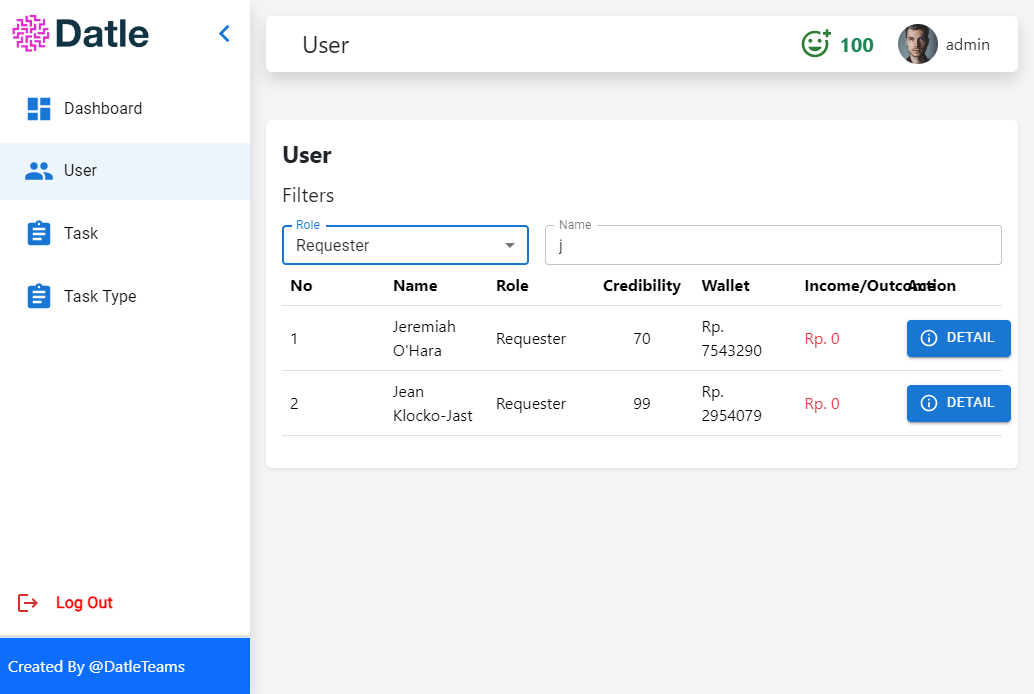 Datle
User
100
admin
Dashboard
User
Task
Task Type
Log Out
Created By @DatleTeams
User
Filters
Role
Requester
Name
j
No Name Role Credibility Wallet Income/Outcome Action
1 Jeremiah O'Hara Requester 70 Rp. 7543290 Rp. 0 DETAIL
2 Jean Klocko-Jast Requester 99 Rp. 2954079 Rp. 0 DETAIL